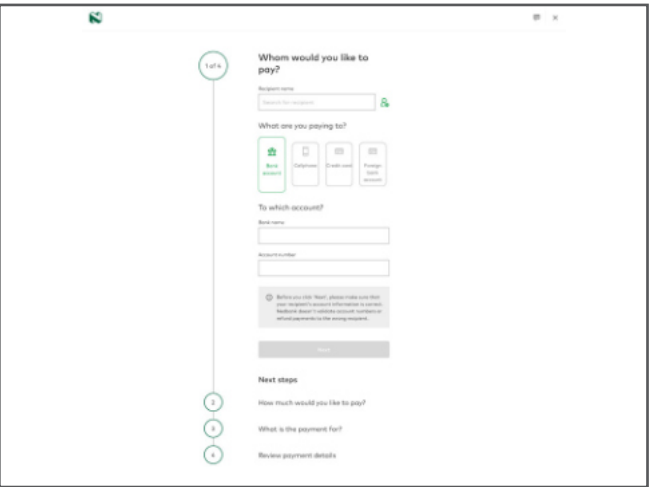 1 of 4
Whom would you like to
pay?
Recipient name
Search for recipient
What are you paying to?
Bank
account
Cellphone
Credit card
Foreign
bank
account
To which account?
Bank name
Account number
Before you click 'Next', please make sure that
your recipient's account information is correct.
Nedbank doesn't validate account numbers or
refund payments to the wrong recipient.
Next
Next steps
2
How much would you like to pay?
3
What is the payment for?
4
Review payment details